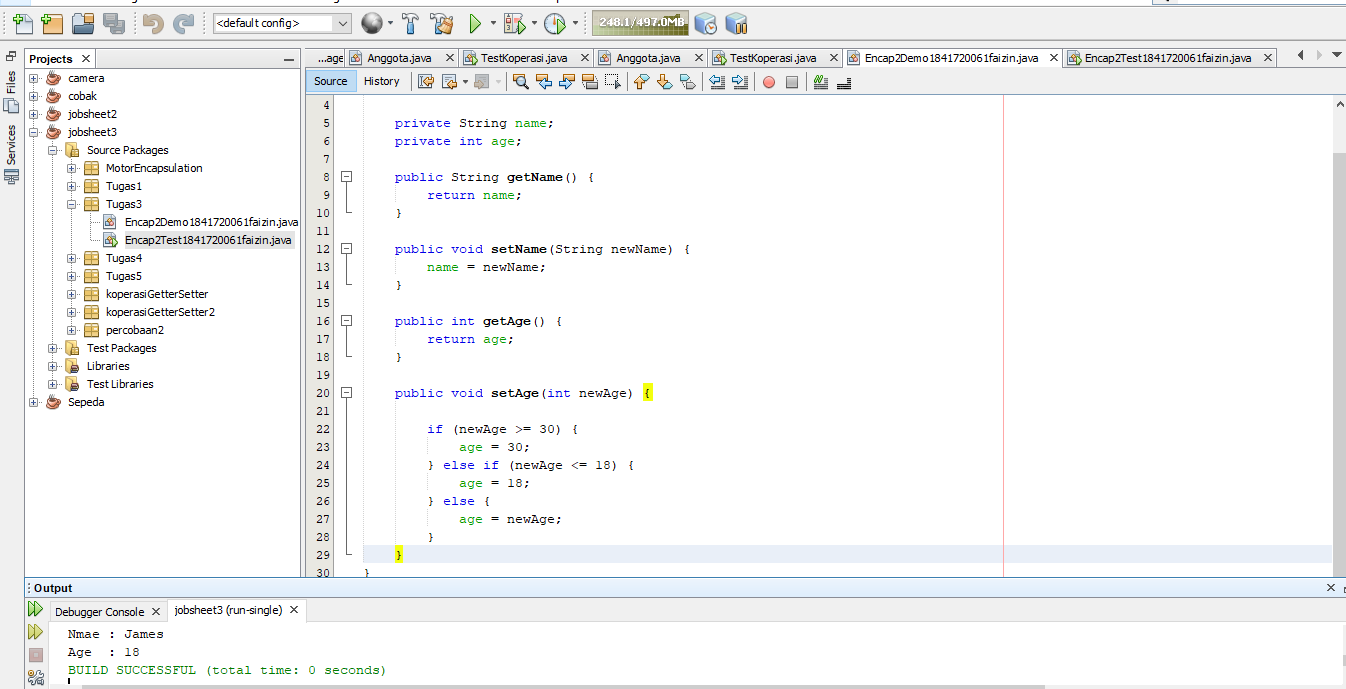 <default config>
248.1/497.0MB
Projects
Files
Services
camera
cobak
jobsheet2
jobsheet3
Source Packages
MotorEncapsulation
Tugas1
Tugas3
Encap2Demo1841720061faizin.java
Encap2Test1841720061faizin.java
Tugas4
Tugas5
koperasiGetterSetter
koperasiGetterSetter2
percobaan2
Test Packages
Libraries
Test Libraries
Sepeda
...age Anggota.java TestKoperasi.java Anggota.java TestKoperasi.java Encap2Demo1841720061faizin.java Encap2Test1841720061faizin.java
Source History
4
5 private String name;
6 private int age;
7
8 public String getName() {
9 return name;
10 }
11
12 public void setName(String newName) {
13 name = newName;
14 }
15
16 public int getAge() {
17 return age;
18 }
19
20 public void setAge(int newAge) {
21
22 if (newAge >= 30) {
23 age = 30;
24 } else if (newAge <= 18) {
25 age = 18;
26 } else {
27 age = newAge;
28 }
29 }
30 }
Output
Debugger Console jobsheet3 (run-single)
Nmae : James
Age : 18
BUILD SUCCESSFUL (total time: 0 seconds)